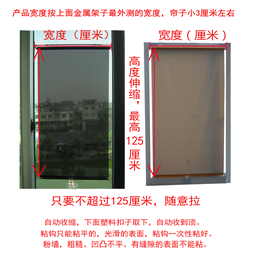 产品宽度按上面金属架子最外测的宽度，帘子小3厘米左右
宽度（厘米）
宽度（厘米）
高度伸缩，最高125厘米
只要不超过125厘米，随意拉
自动收缩，下面塑料扣子取下，自动收到顶。
粘钩只能粘平的，光滑的表面，粘钩一次性粘好。
粉墙，粗糙、凹凸不平、有缝隙的表面不能粘。